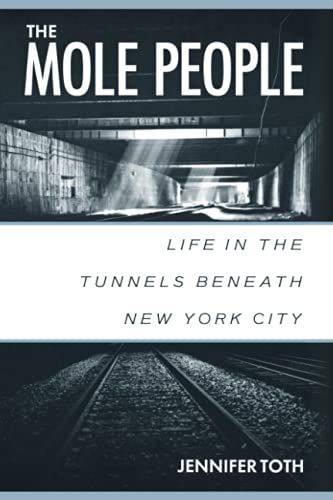 THE
MOLE PEOPLE
LIFE IN THE
TUNNELS BENEATH
NEW YORK CITY
JENNIFER TOTH